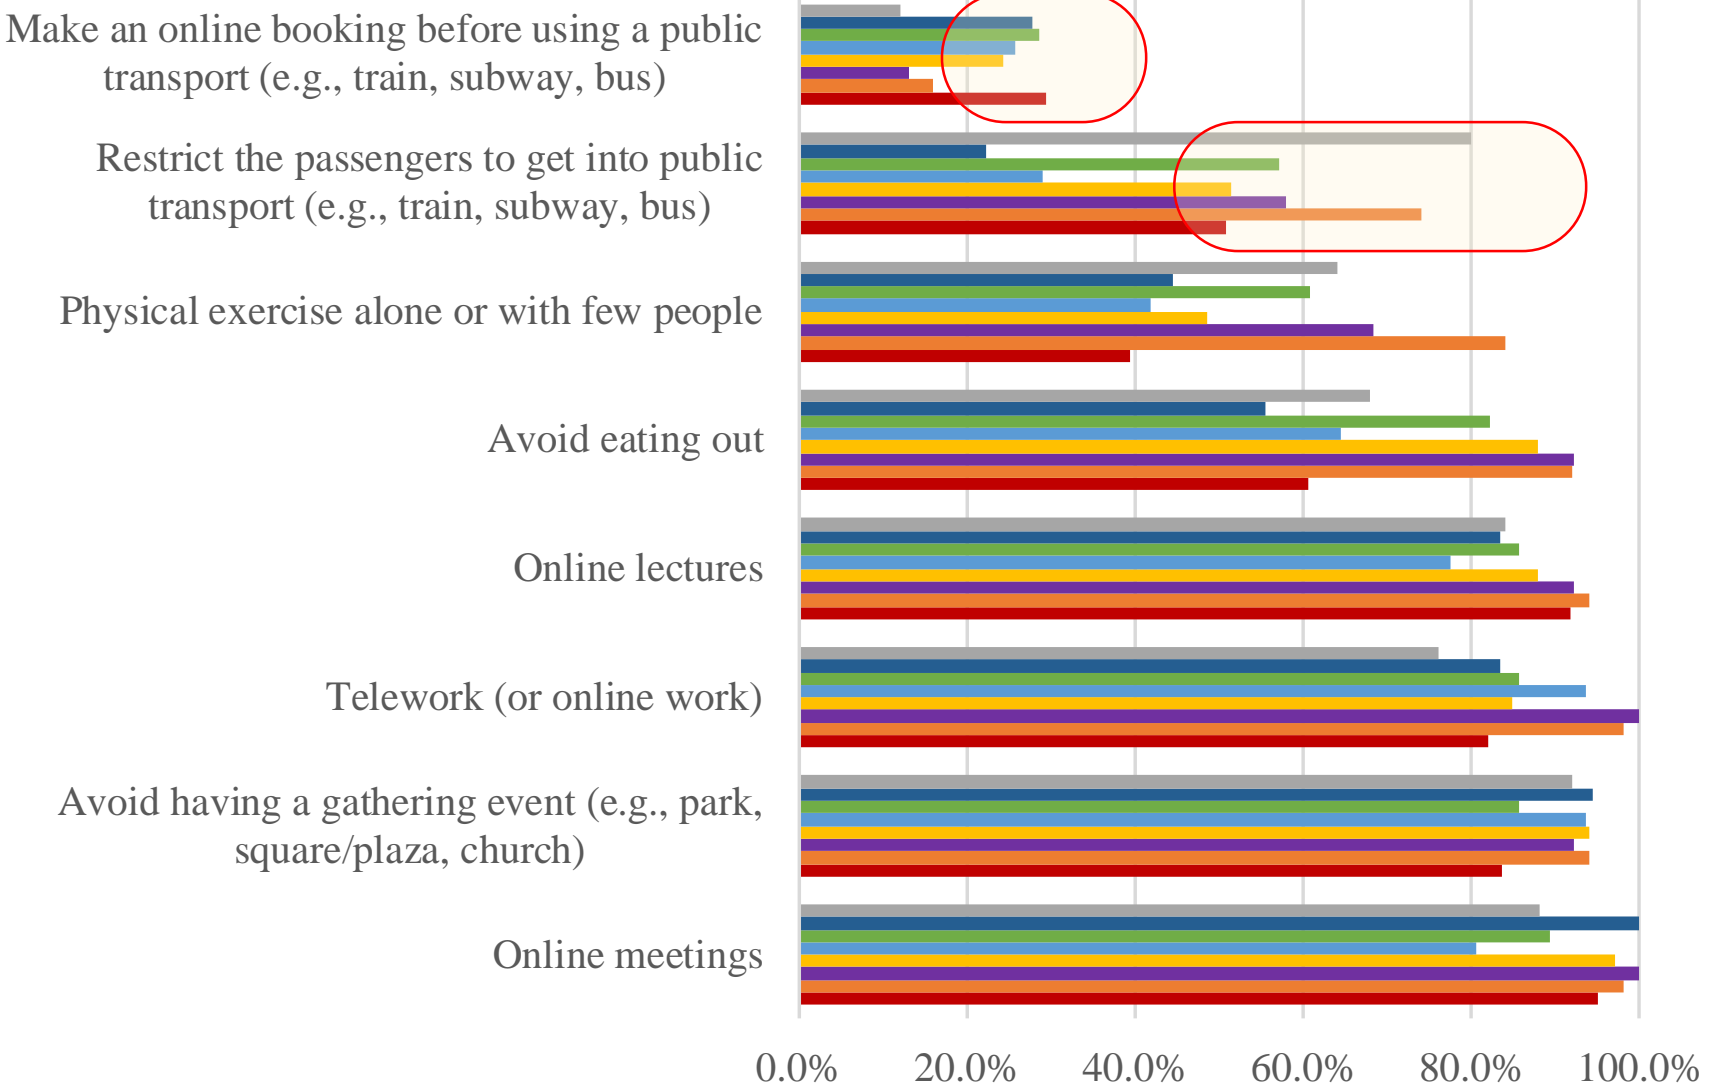 Make an online booking before using a public
transport (e.g., train, subway, bus)
Restrict the passengers to get into public
transport (e.g., train, subway, bus)
Physical exercise alone or with few people
Avoid eating out
Online lectures
Telework (or online work)
Avoid having a gathering event (e.g., park,
square/plaza, church)
Online meetings
0.0% 20.0% 40.0% 60.0% 80.0% 100.0%